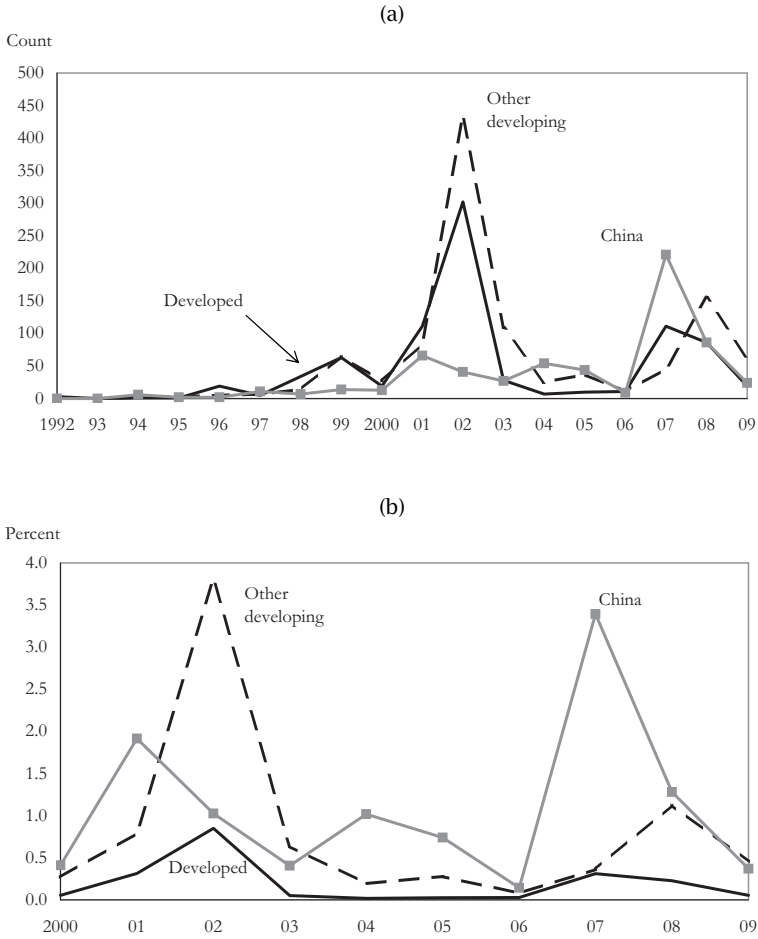 (a)
Count
500
450
400
350
300
250
200
150
100
50
0
Other
developing
China
Developed
1992 93 94 95 96 97 98 99 2000 01 02 03 04 05 06 07 08 09
(b)
Percent
4.0
3.5
3.0
2.5
2.0
1.5
1.0
0.5
0.0
Other
developing
China
Developed
2000 01 02 03 04 05 06 07 08 09